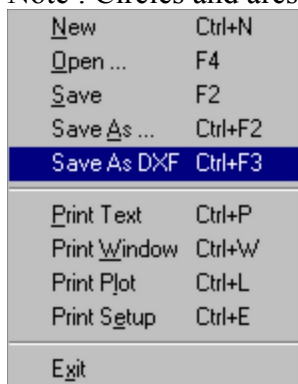 Note : Circles and arcs
New Ctrl+N
Open ... F4
Save F2
Save As ... Ctrl+F2
Save As DXF Ctrl+F3
Print Text Ctrl+P
Print Window Ctrl+W
Print Plot Ctrl+L
Print Setup Ctrl+E
Exit